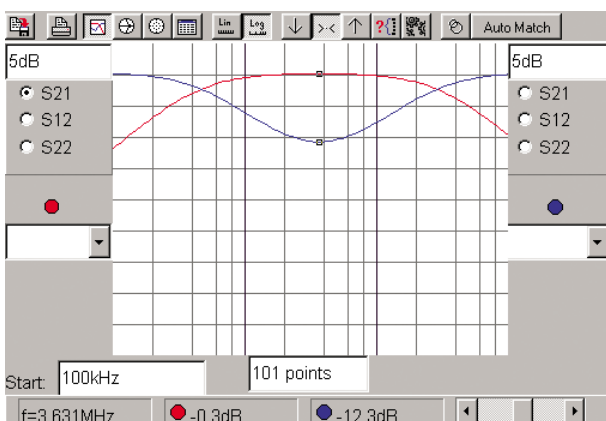 Lin Log ?{ Auto Match
5dB 5dB
S21 S21
S12 S12
S22 S22
Start: 100kHz 101 points
f=3.631MHz -0.3dB -12.3dB